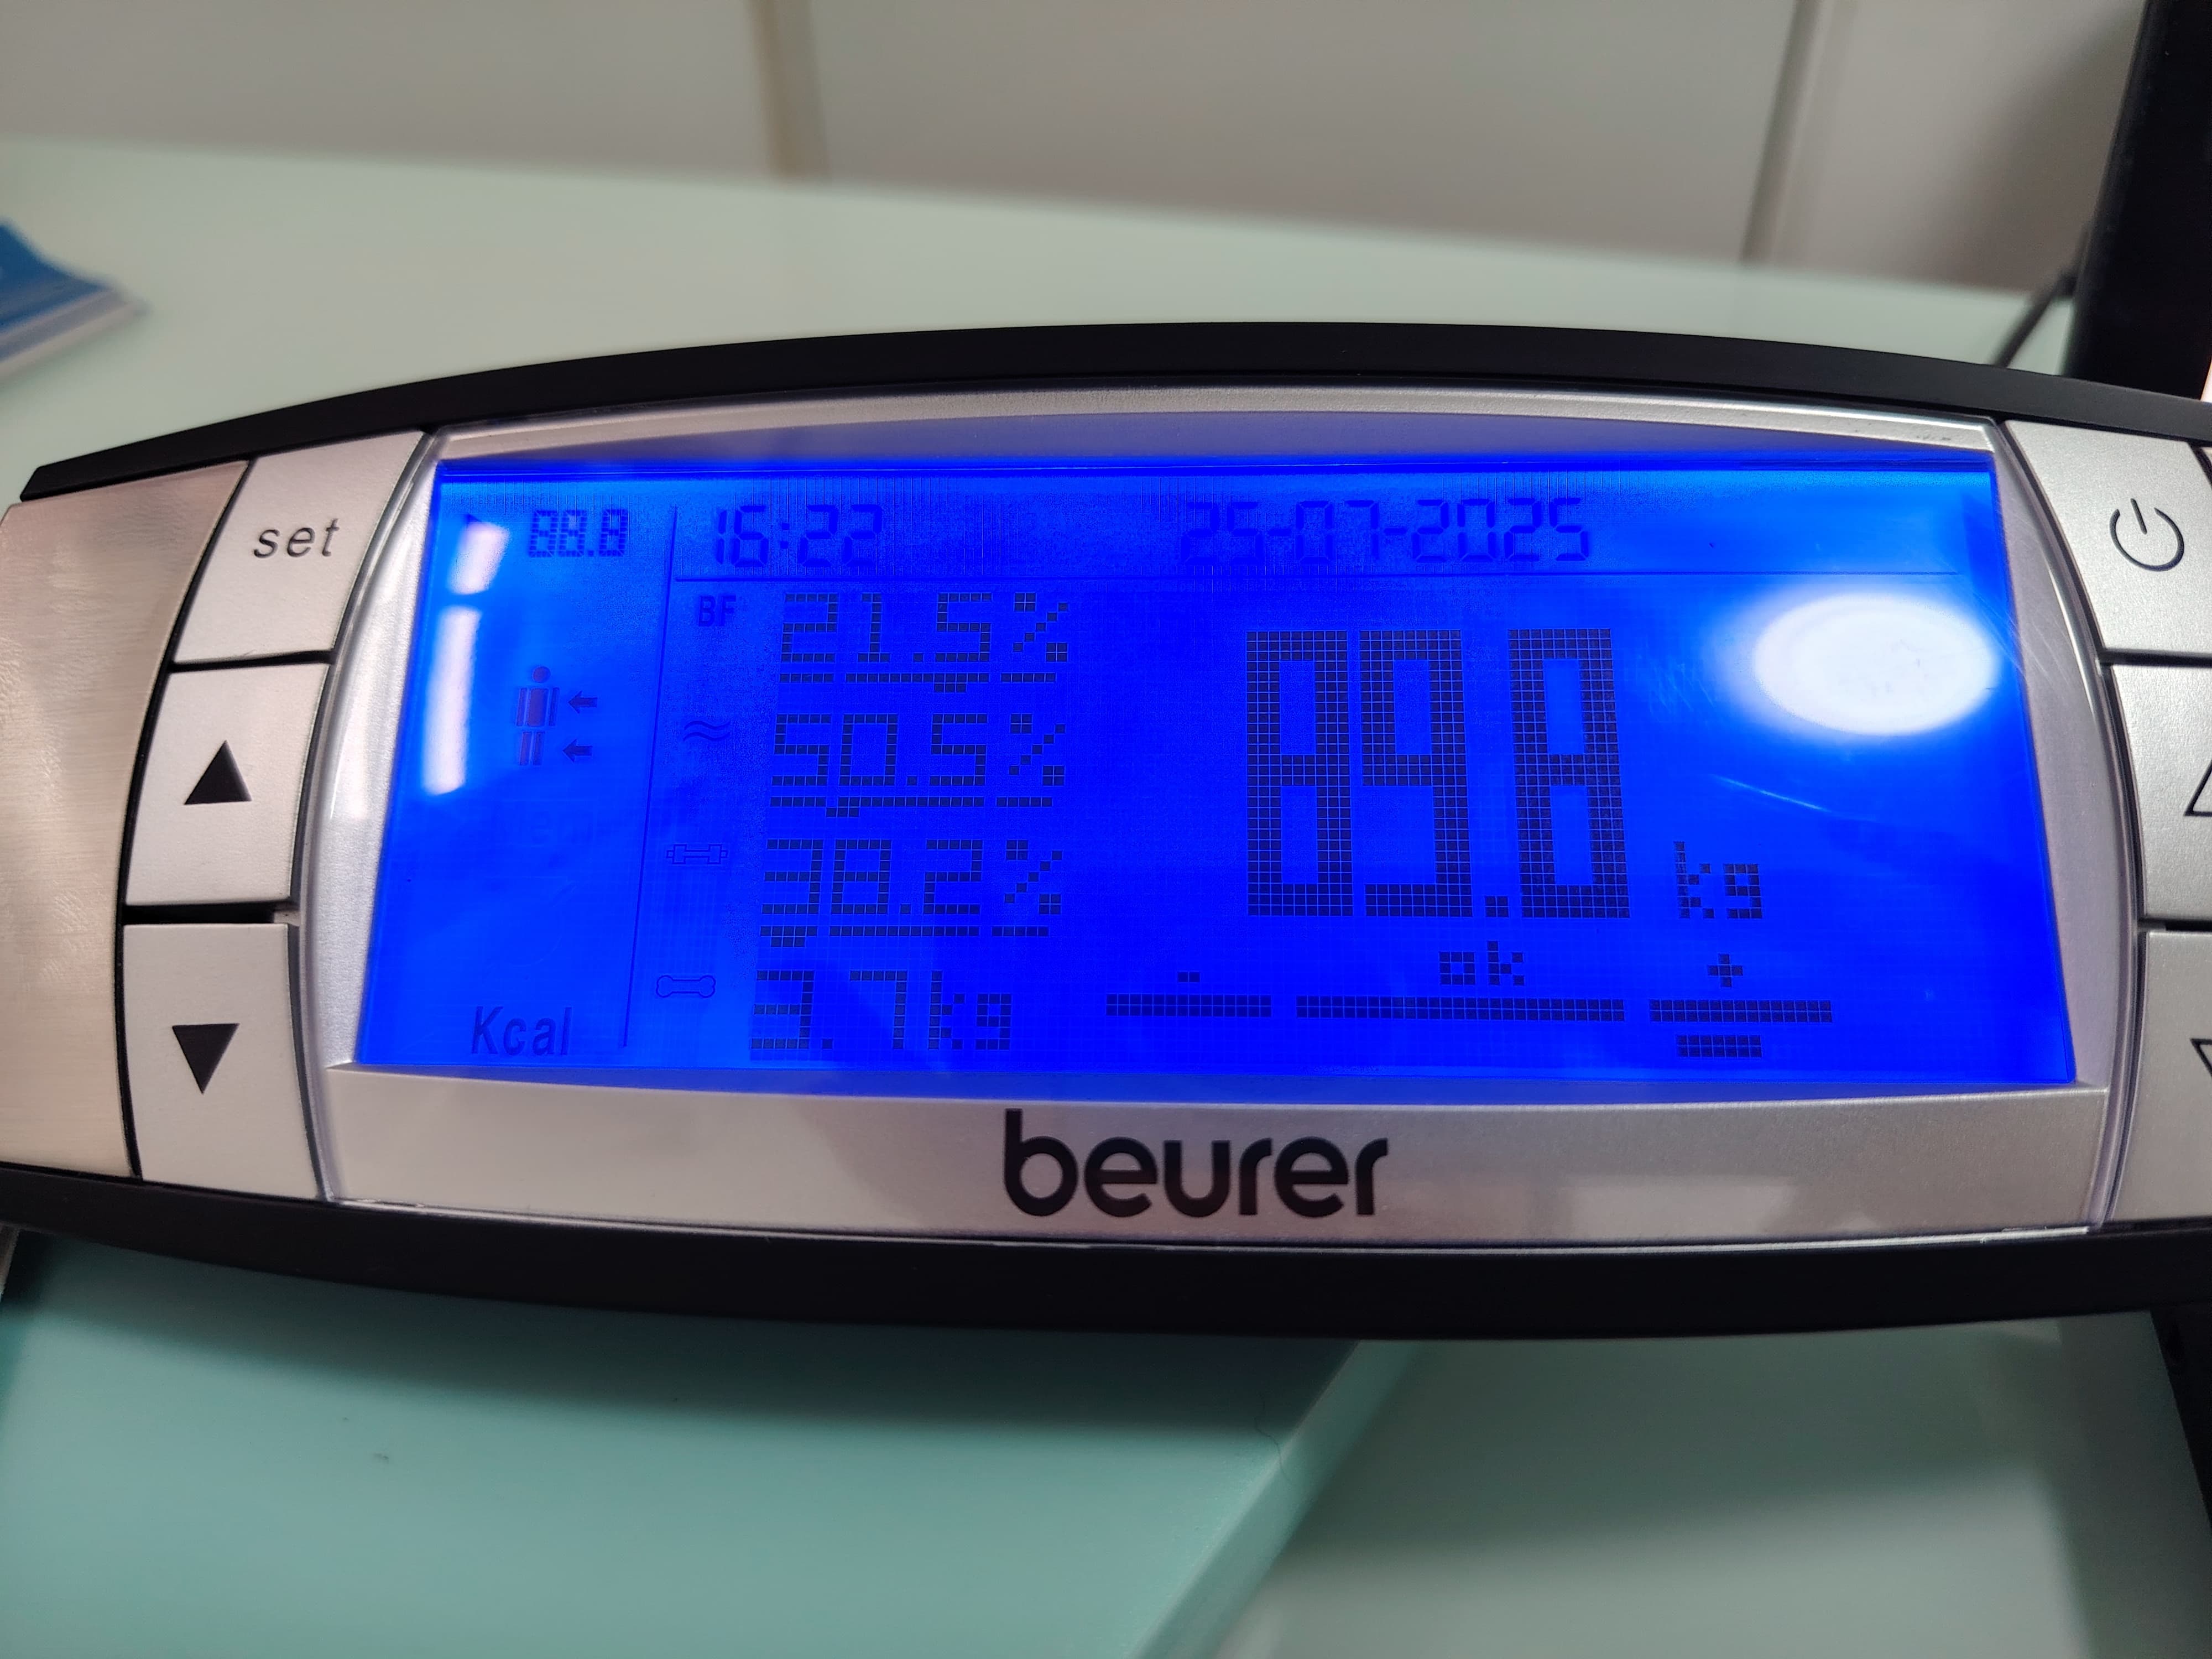 set
88.8 16:22 25-07-2025
BF 21.5%
50.5%
38.2%
3.7kg
89.8 kg
- ok +
Kcal
beurer